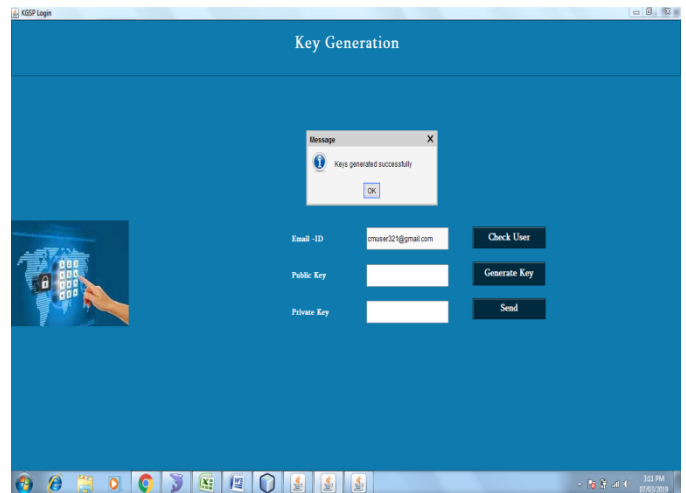 KGSP Login
Key Generation
Message X
Keys generated successfully
OK
Email -ID cmuser321@gmail.com Check User
Public Key Generate Key
Private Key Send
3:11 PM
07/03/2019